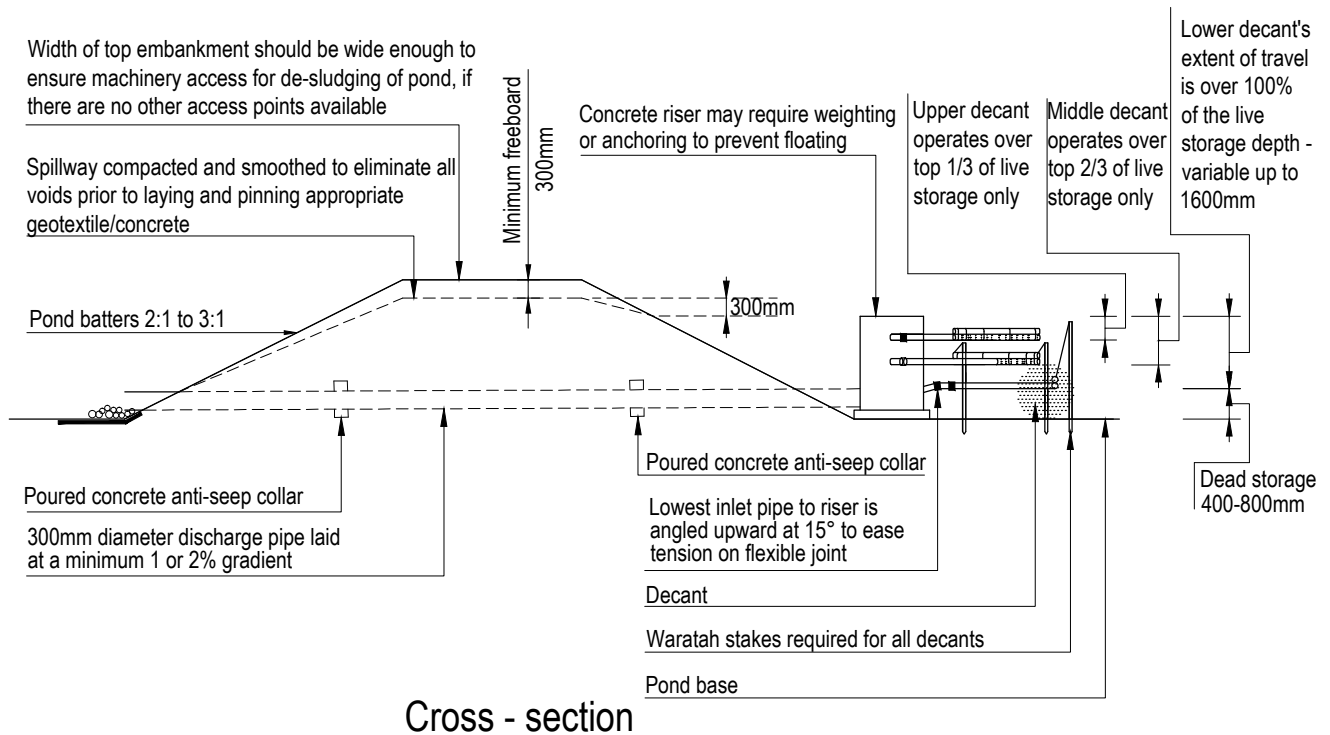 Width of top embankment should be wide enough to
ensure machinery access for de-sludging of pond, if
there are no other access points available
Spillway compacted and smoothed to eliminate all
voids prior to laying and pinning appropriate
geotextile/concrete
Pond batters 2:1 to 3:1
Minimum freeboard
300mm
300mm
Concrete riser may require weighting
or anchoring to prevent floating
Upper decant
operates over
top 1/3 of live
storage only
Middle decant
operates over
top 2/3 of live
storage only
Lower decant's
extent of travel
is over 100%
of the live
storage depth -
variable up to
1600mm
Poured concrete anti-seep collar
300mm diameter discharge pipe laid
at a minimum 1 or 2% gradient
Poured concrete anti-seep collar
Lowest inlet pipe to riser is
angled upward at 15° to ease
tension on flexible joint
Decant
Waratah stakes required for all decants
Pond base
Dead storage
400-800mm
Cross - section